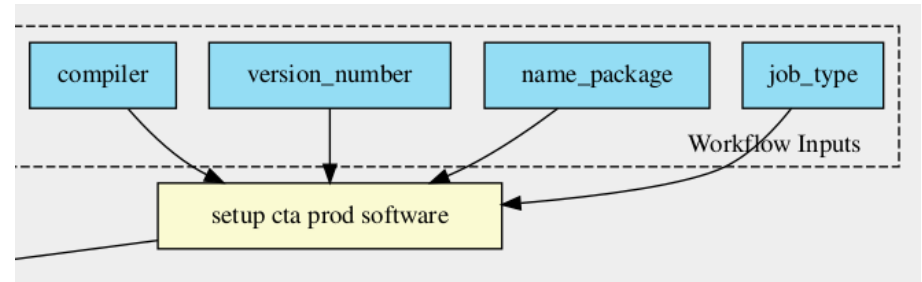 compiler
version_number
name_package
job_type
Workflow Inputs
setup cta prod software